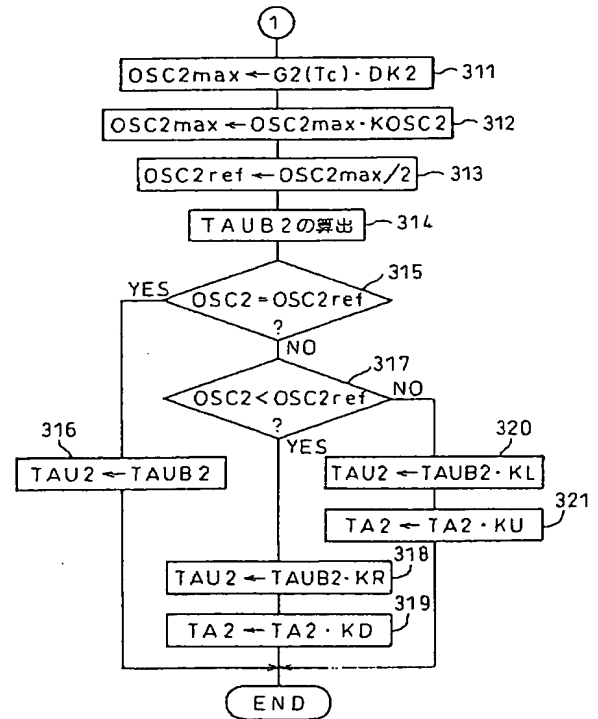 1
OSC2max ← G2(Tc)・DK2
311
OSC2max ← OSC2max・KOSC2
312
OSC2ref ← OSC2max/2
313
TAUB2の算出
314
315
YES
OSC2=OSC2ref
?
NO
317
OSC2<OSC2ref
?
NO
YES
316
TAU2 ← TAUB2
320
TAU2 ← TAUB2・KL
321
TA2 ← TA2・KU
318
TAU2 ← TAUB2・KR
319
TA2 ← TA2・KD
END